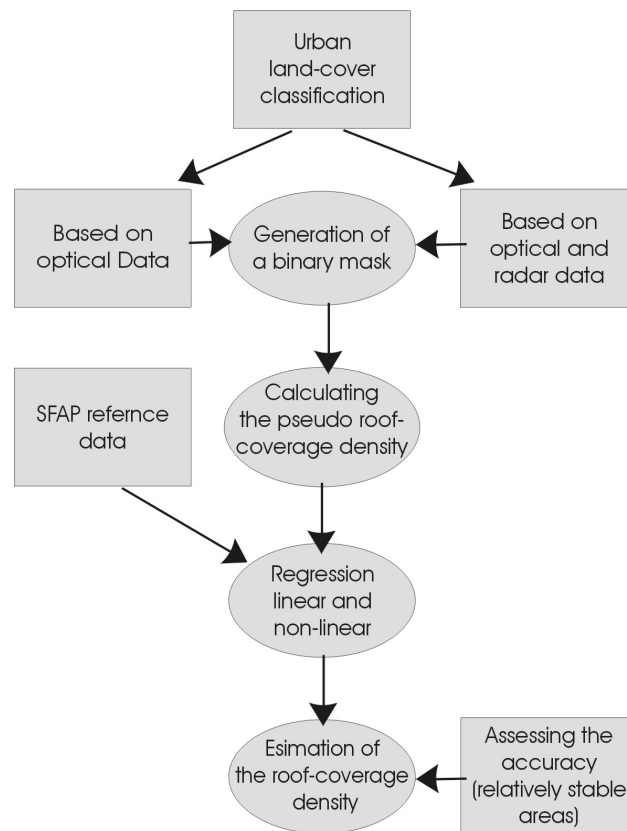 Urban
land-cover
classification
Based on
optical Data
Generation of
a binary mask
Based on
optical and
radar data
SFAP refernce
data
Calculating
the pseudo roof-
coverage density
Regression
linear and
non-linear
Esimation of
the roof-coverage
density
Assessing the
accuracy
(relatively stable
areas)